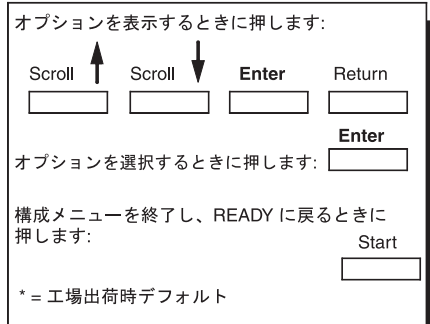 オプションを表示するときに押します:
Scroll Scroll Enter Return
Enter
オプションを選択するときに押します:
構成メニューを終了し、READY に戻るときに
押します:
Start
* = 工場出荷時デフォルト